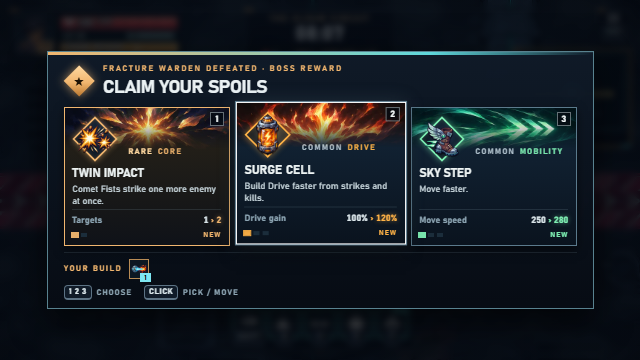 FRACTURE WARDEN DEFEATED · BOSS REWARD
CLAIM YOUR SPOILS
1
RARE CORE
TWIN IMPACT
Comet Fists strike one more enemy
at once.
Targets 1 › 2
NEW
2
COMMON DRIVE
SURGE CELL
Build Drive faster from strikes and
kills.
Drive gain 100% › 120%
NEW
3
COMMON MOBILITY
SKY STEP
Move faster.
Move speed 250 › 280
NEW
YOUR BUILD
1
1 2 3 CHOOSE CLICK PICK / MOVE